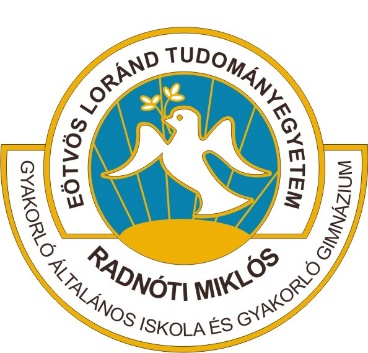 EÖTVÖS LORÁND TUDOMÁNYEGYETEM
RADNÓTI MIKLÓS
GYAKORLÓ ÁLTALÁNOS ISKOLA ÉS GYAKORLÓ GIMNÁZIUM